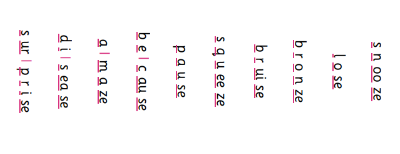 snooze
lose
bronze
bruise
squeeze
pause
be|cause
a|maze
di|sease
sur|prise